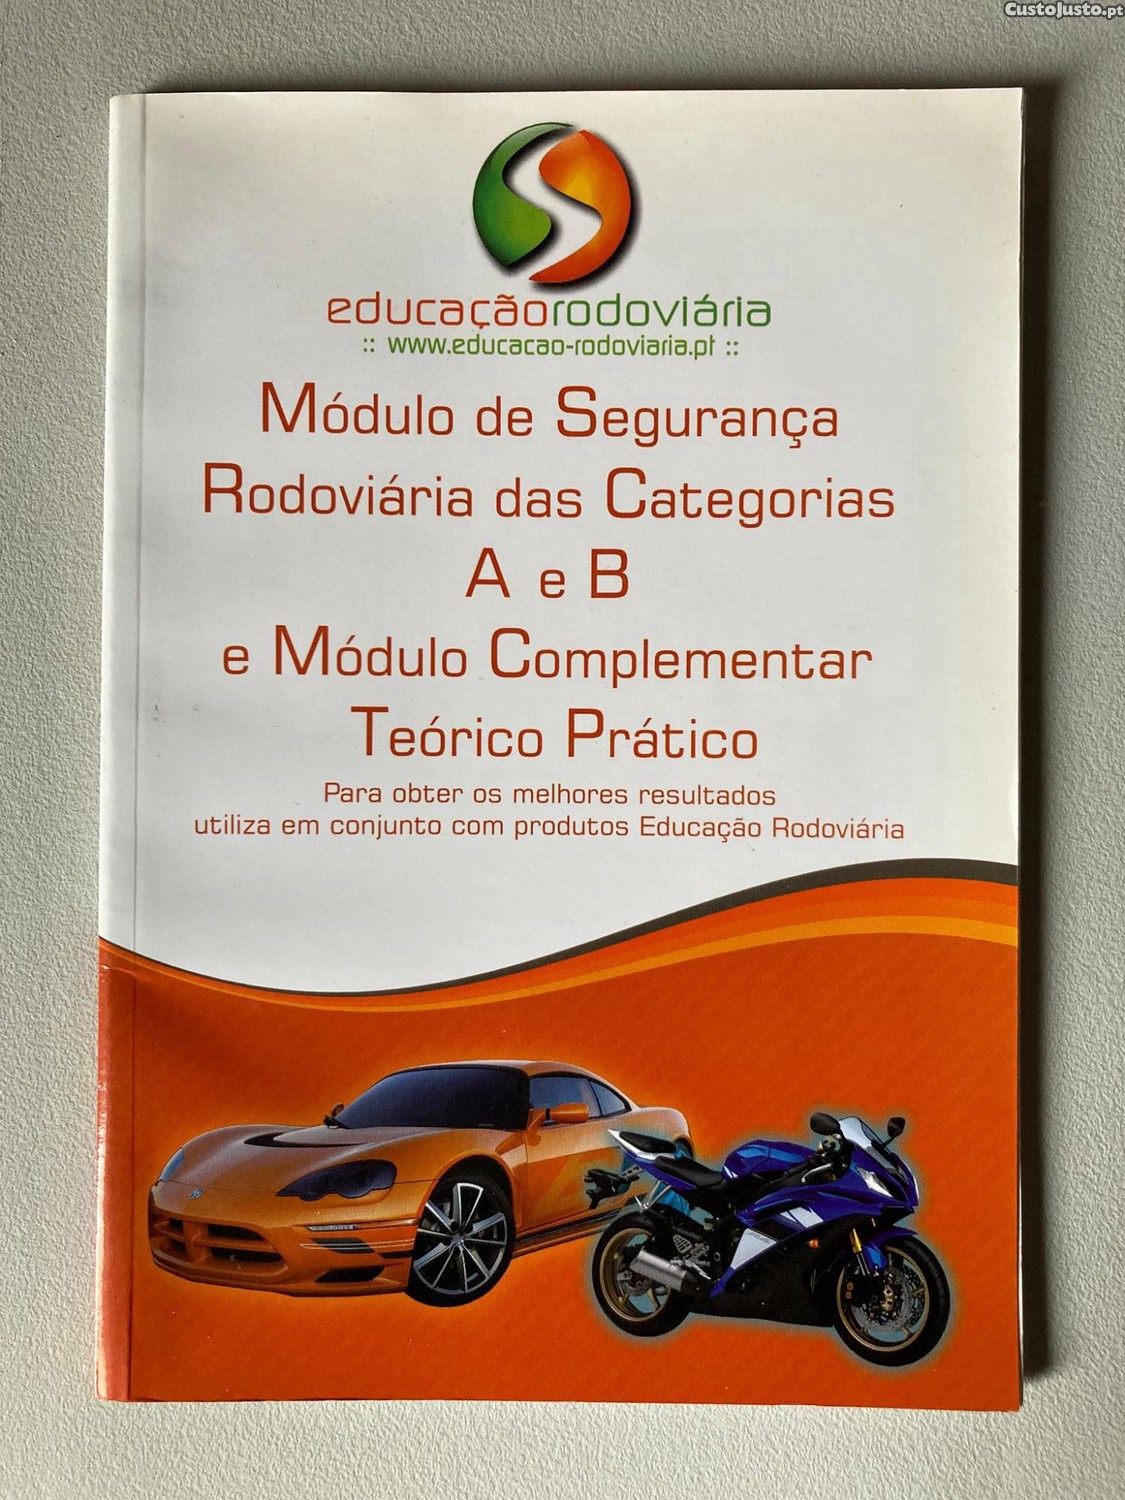 CustoJusto.pt
educaçãorodoviária
:: www.educacao-rodoviaria.pt ::
Módulo de Segurança
Rodoviária das Categorias
A e B
e Módulo Complementar
Teórico Prático
Para obter os melhores resultados
utiliza em conjunto com produtos Educação Rodoviária